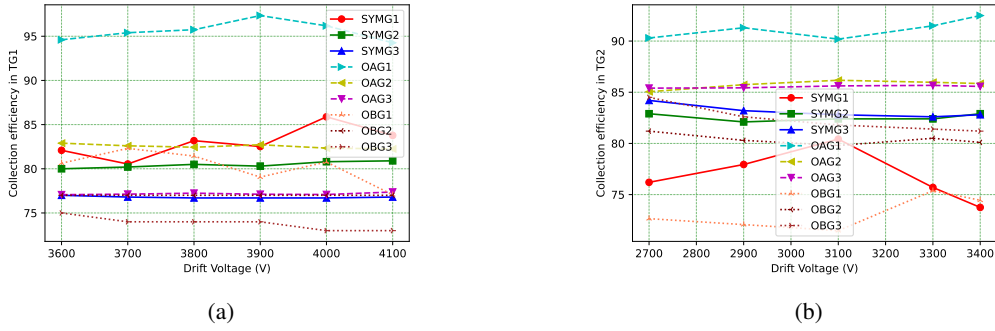 Collection efficiency in TG1
95
90
85
80
75
3600 3700 3800 3900 4000 4100
Drift Voltage (V)
SYMG1
SYMG2
SYMG3
OAG1
OAG2
OAG3
OBG1
OBG2
OBG3
(a)
Collection efficiency in TG2
90
85
80
75
2700 2800 2900 3000 3100 3200 3300 3400
Drift Voltage (V)
SYMG1
SYMG2
SYMG3
OAG1
OAG2
OAG3
OBG1
OBG2
OBG3
(b)